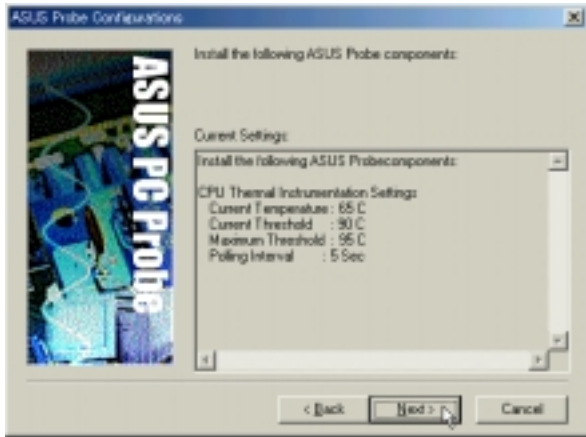 ASUS Probe Configurations
ASUS PC Probe
Install the following ASUS Probe components:
Current Settings:
Install the following ASUS Probecomponents:
CPU Thermal Instrumentation Settings
Current Temperature : 65 C
Current Threshold : 90 C
Maximum Threshold : 95 C
Polling Interval : 5 Sec
< Back
Next >
Cancel